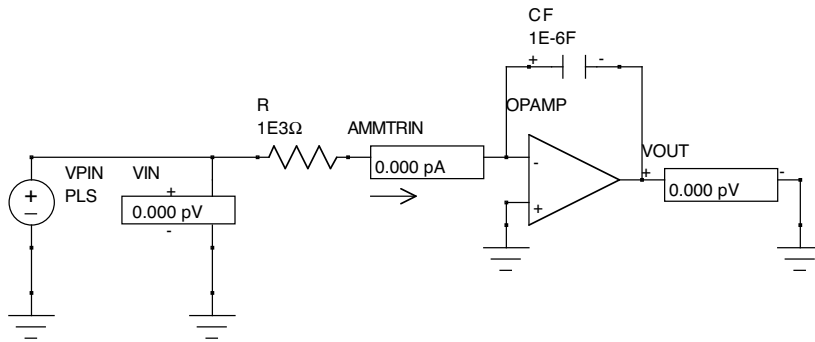 CF
1E-6F
+ -
OPAMP
R
1E3Ω
AMMTRIN
0.000 pA
-
+
VOUT
+ -
0.000 pV
VPIN
PLS
+
-
VIN
+
0.000 pV
-